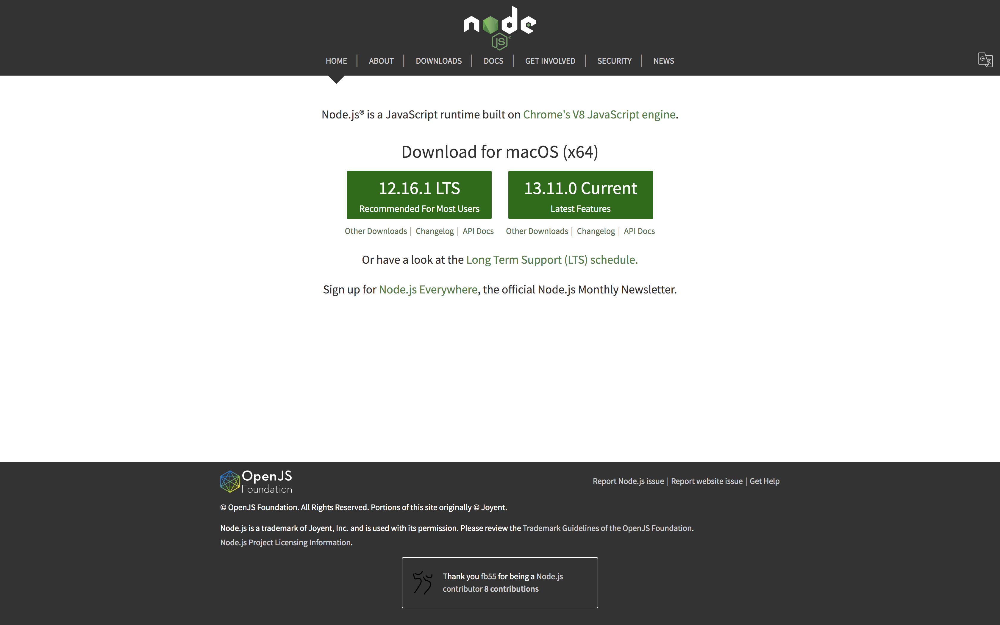 node
JS®
HOME | ABOUT | DOWNLOADS | DOCS | GET INVOLVED | SECURITY | NEWS
G 文
Node.js® is a JavaScript runtime built on Chrome's V8 JavaScript engine.
Download for macOS (x64)
12.16.1 LTS
Recommended For Most Users
13.11.0 Current
Latest Features
Other Downloads | Changelog | API Docs
Other Downloads | Changelog | API Docs
Or have a look at the Long Term Support (LTS) schedule.
Sign up for Node.js Everywhere, the official Node.js Monthly Newsletter.
OpenJS
Foundation
Report Node.js issue | Report website issue | Get Help
© OpenJS Foundation. All Rights Reserved. Portions of this site originally © Joyent.
Node.js is a trademark of Joyent, Inc. and is used with its permission. Please review the Trademark Guidelines of the OpenJS Foundation.
Node.js Project Licensing Information.
Thank you fb55 for being a Node.js
contributor 8 contributions